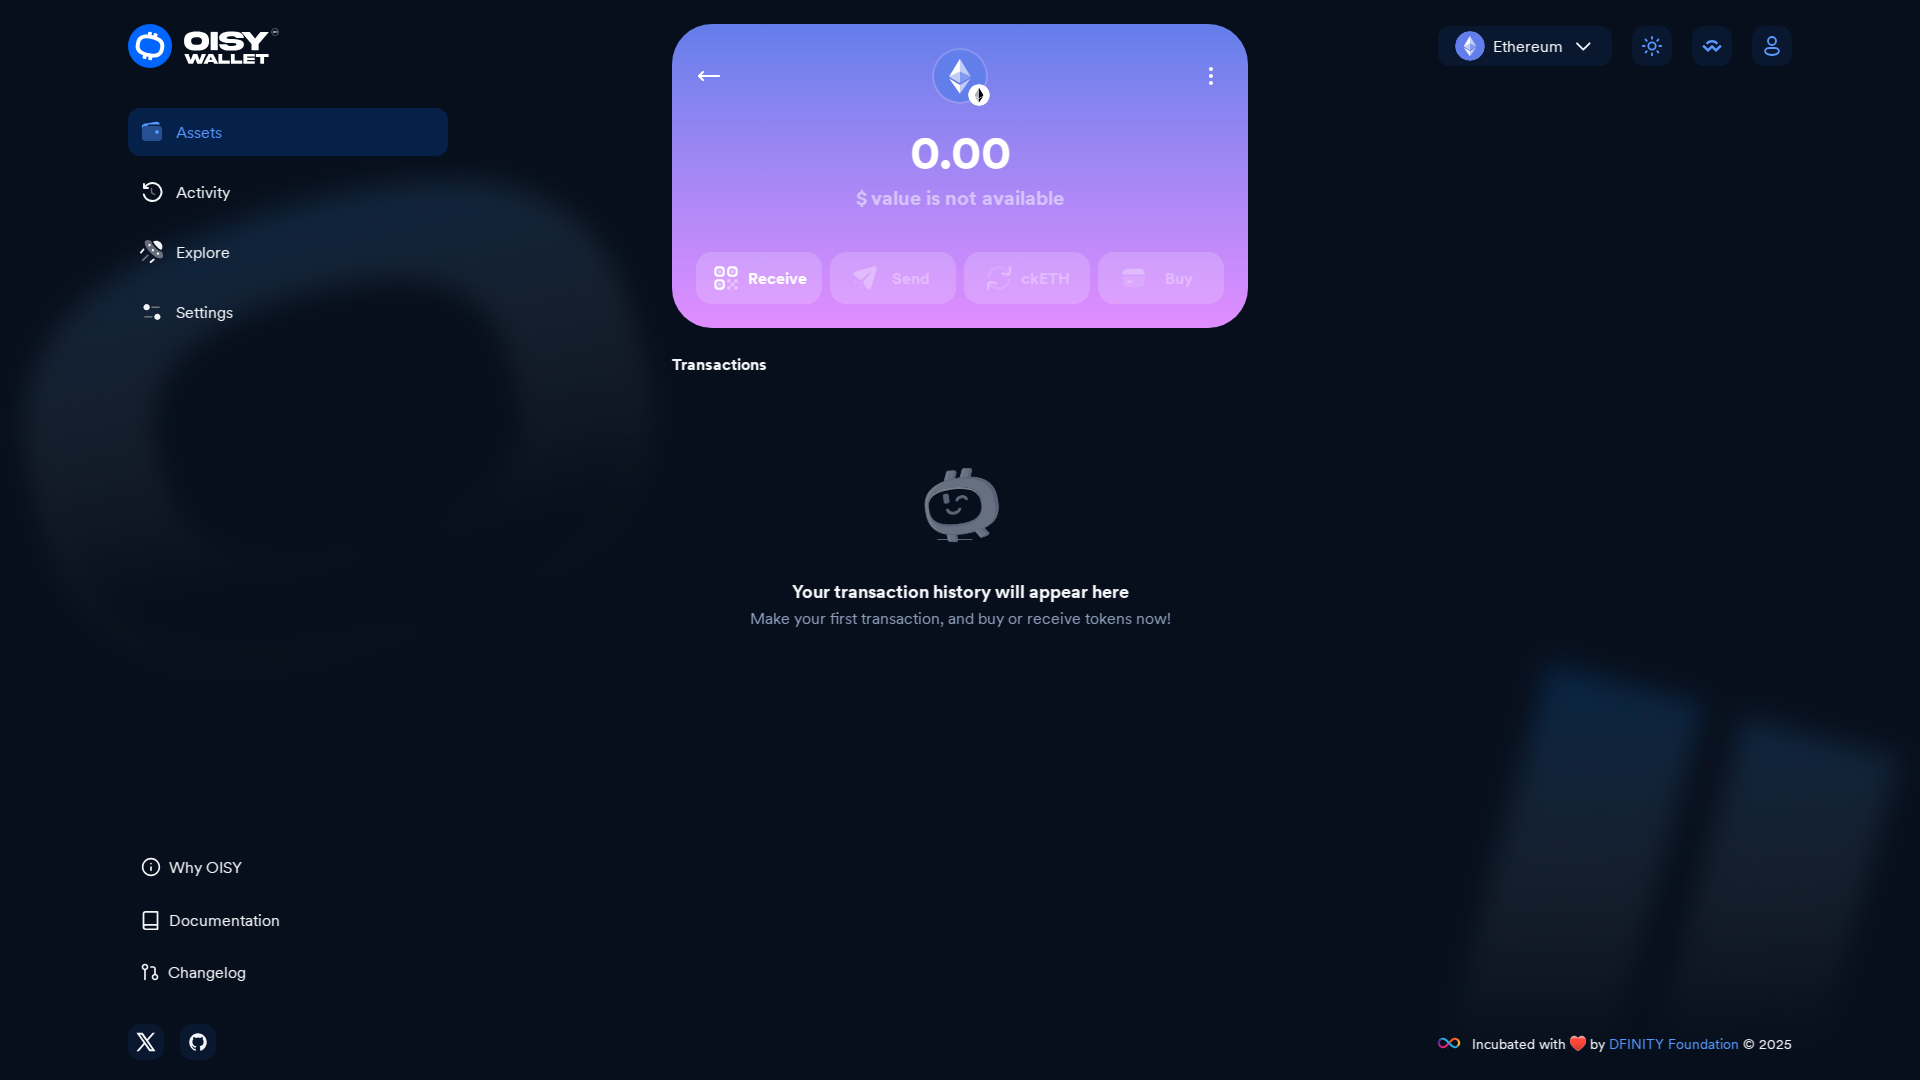 OISY
WALLET
Ethereum
Assets
Activity
Explore
Settings
0.00
$ value is not available
Receive
Send
ckETH
Buy
Transactions
Your transaction history will appear here
Make your first transaction, and buy or receive tokens now!
Why OISY
Documentation
Changelog
Incubated with ❤️ by DFINITY Foundation © 2025